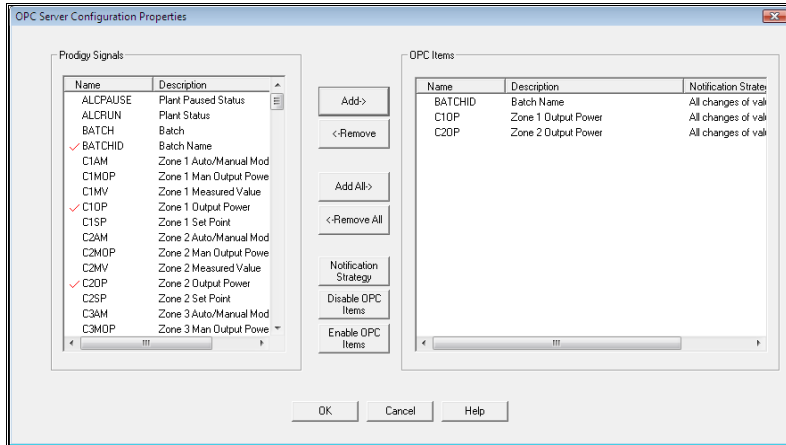 OPC Server Configuration Properties
Prodigy Signals
Name Description
ALCPAUSE Plant Paused Status
ALCRUN Plant Status
BATCH Batch
BATCHID Batch Name
C1AM Zone 1 Auto/Manual Mod
C1MOP Zone 1 Man Output Powe
C1MV Zone 1 Measured Value
C1OP Zone 1 Output Power
C1SP Zone 1 Set Point
C2AM Zone 2 Auto/Manual Mod
C2MOP Zone 2 Man Output Powe
C2MV Zone 2 Measured Value
C2OP Zone 2 Output Power
C2SP Zone 2 Set Point
C3AM Zone 3 Auto/Manual Mod
C3MOP Zone 3 Man Output Powe
Add->
<-Remove
Add All->
<-Remove All
Notification
Strategy
Disable OPC
Items
Enable OPC
Items
OPC Items
Name Description Notification Strateg
BATCHID Batch Name All changes of valu
C1OP Zone 1 Output Power All changes of valu
C2OP Zone 2 Output Power All changes of valu
OK Cancel Help